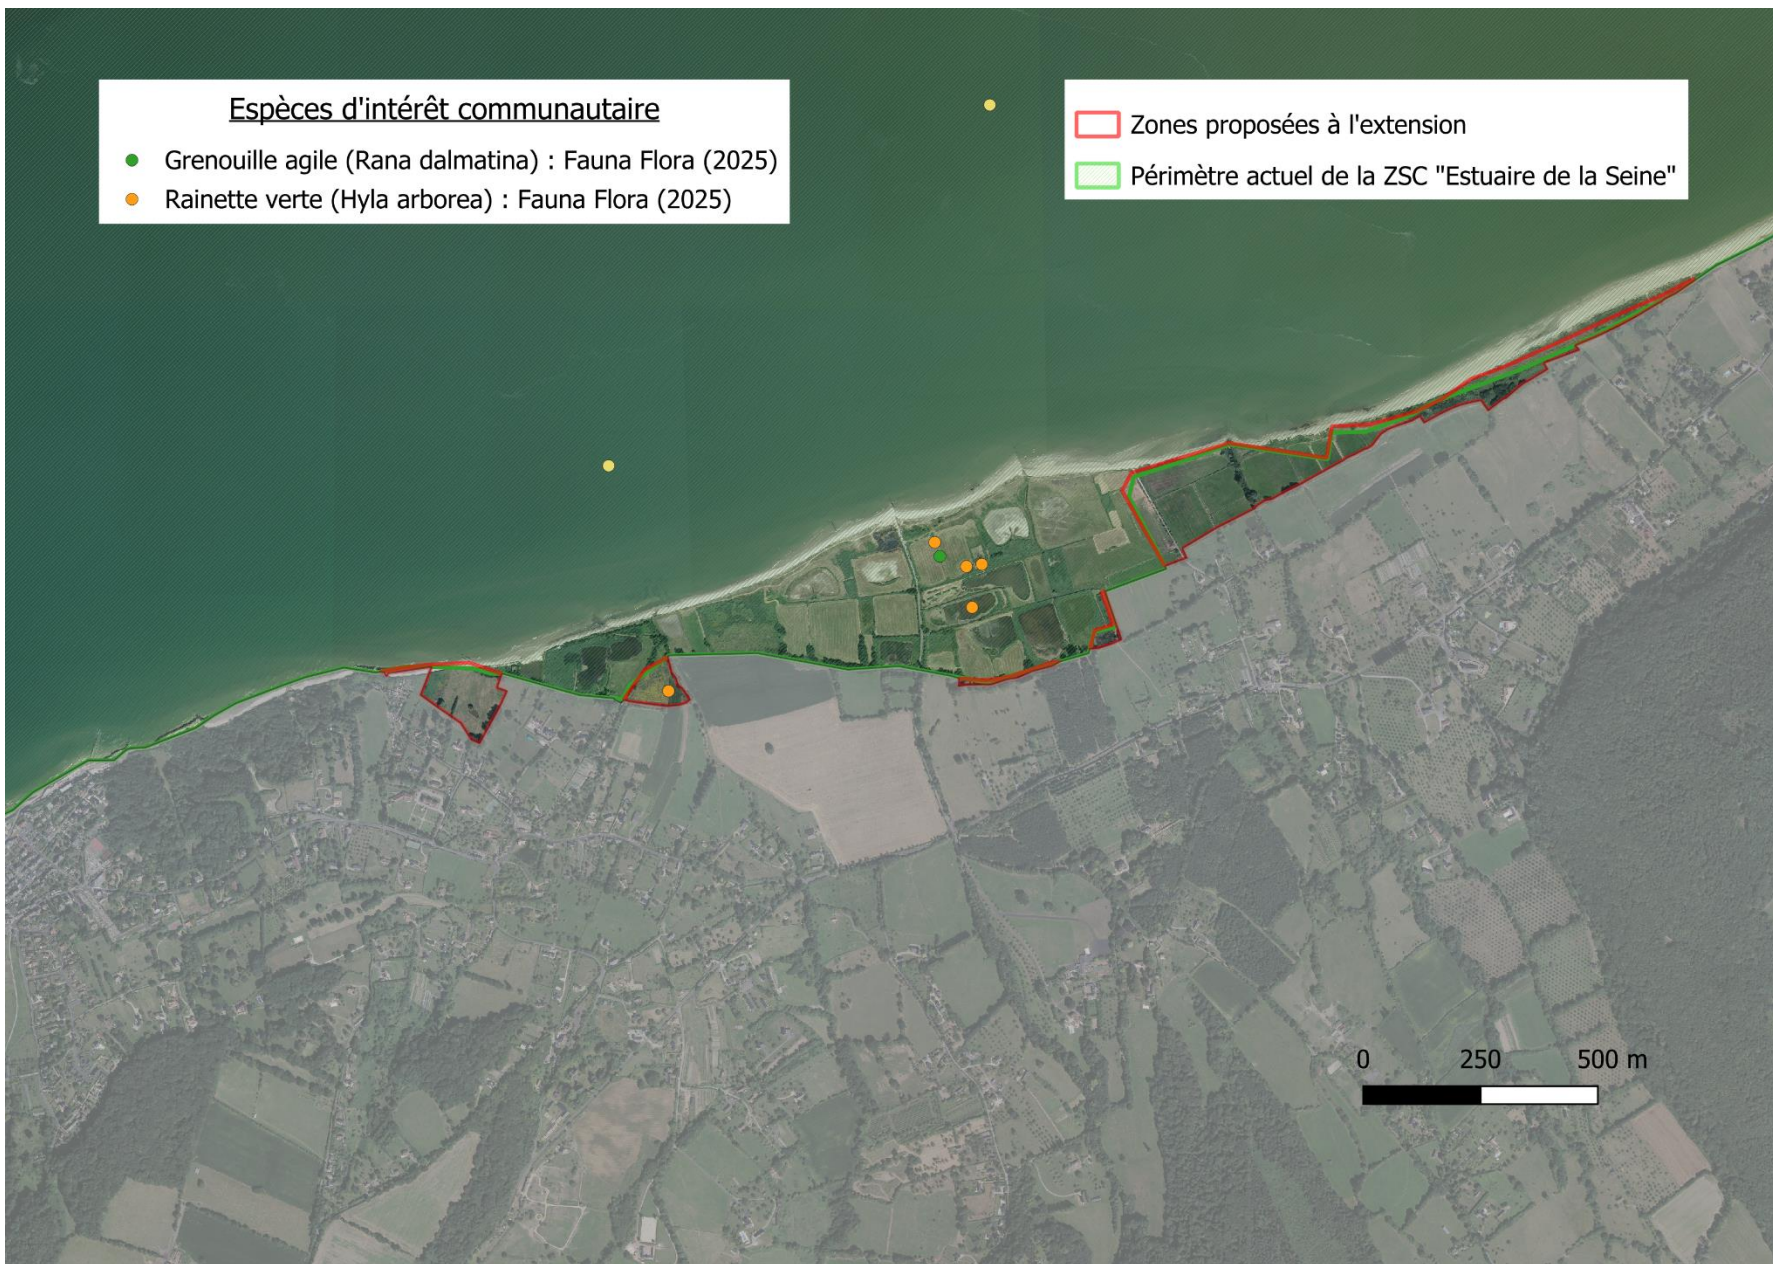 Espèces d'intérêt communautaire
Grenouille agile (Rana dalmatina) : Fauna Flora (2025)
Rainette verte (Hyla arborea) : Fauna Flora (2025)
Zones proposées à l'extension
Périmètre actuel de la ZSC "Estuaire de la Seine"
0 250 500 m